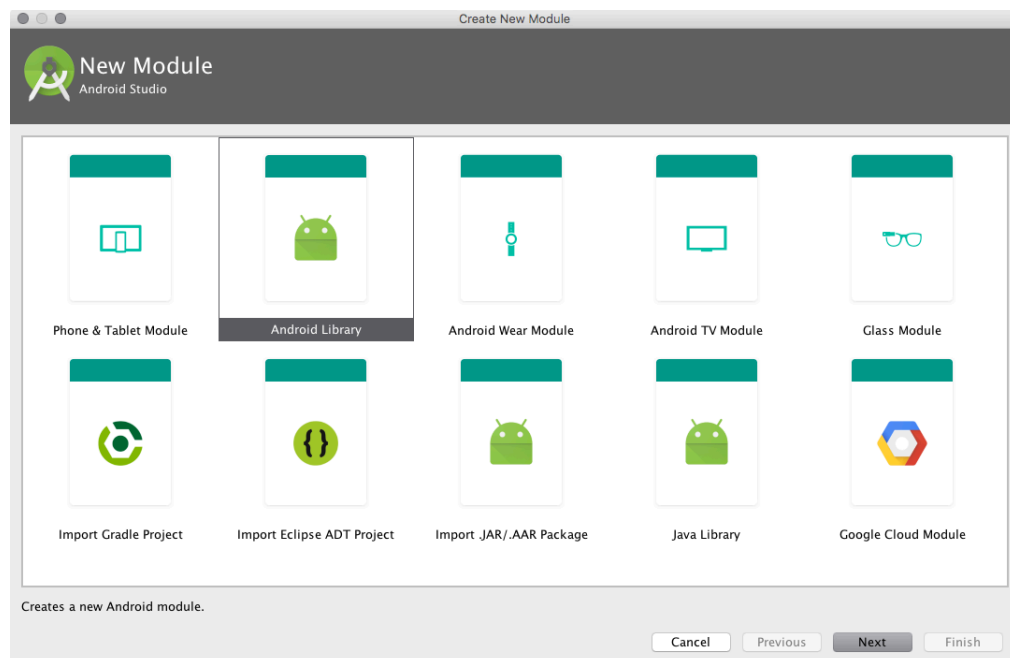 Create New Module
New Module
Android Studio
Phone & Tablet Module
Android Library
Android Wear Module
Android TV Module
Glass Module
{}
Import Gradle Project
Import Eclipse ADT Project
Import .JAR/.AAR Package
Java Library
Google Cloud Module
Creates a new Android module.
Cancel
Previous
Next
Finish